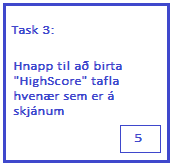 Task 3:
Hnapp til að birta
"HighScore" tafla
hvenær sem er á
skjánum
5